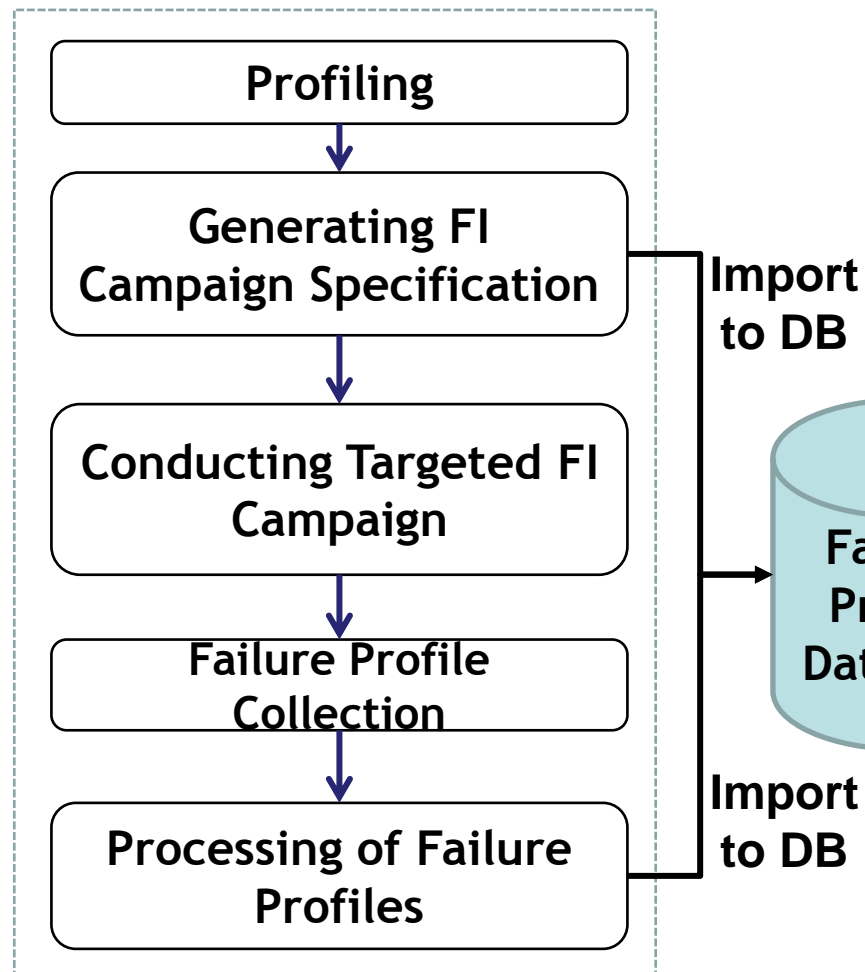 Profiling
Generating FI
Campaign Specification
Import
to DB
Conducting Targeted FI
Campaign
Failure Profile
Collection
Import
to DB
Processing of Failure
Profiles